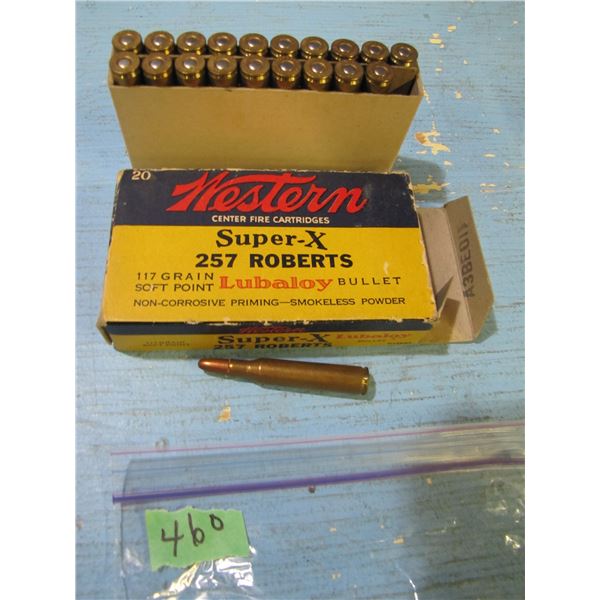 20
Western
CENTER FIRE CARTRIDGES
Super-X
257 ROBERTS
117 GRAIN
SOFT POINT Lubaloy BULLET
NON-CORROSIVE PRIMING—SMOKELESS POWDER
Western
Super-X Lubaloy
257 ROBERTS
460